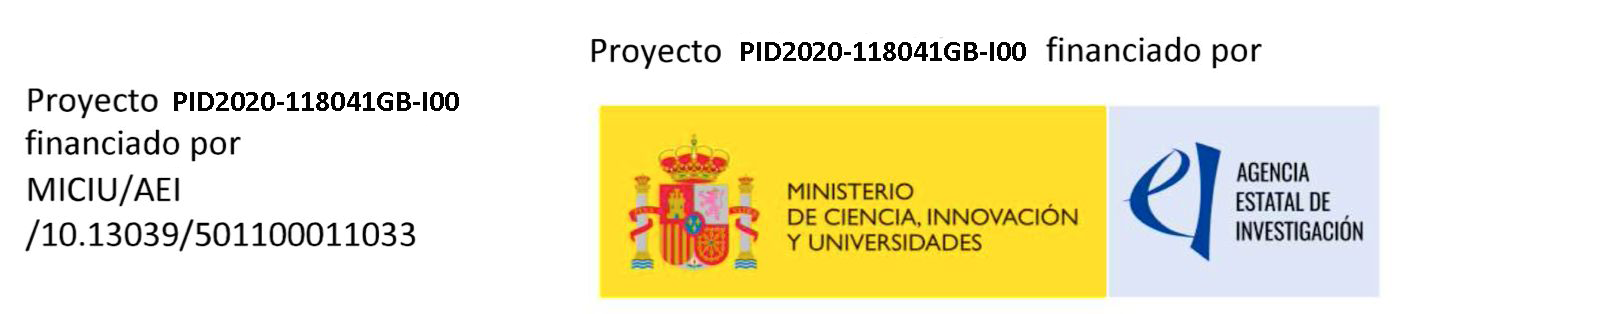 Proyecto PID2020-118041GB-I00
financiado por
MICIU/AEI
/10.13039/501100011033
Proyecto PID2020-118041GB-I00 financiado por
MINISTERIO
DE CIENCIA, INNOVACIÓN
Y UNIVERSIDADES
AGENCIA
ESTATAL DE
INVESTIGACIÓN